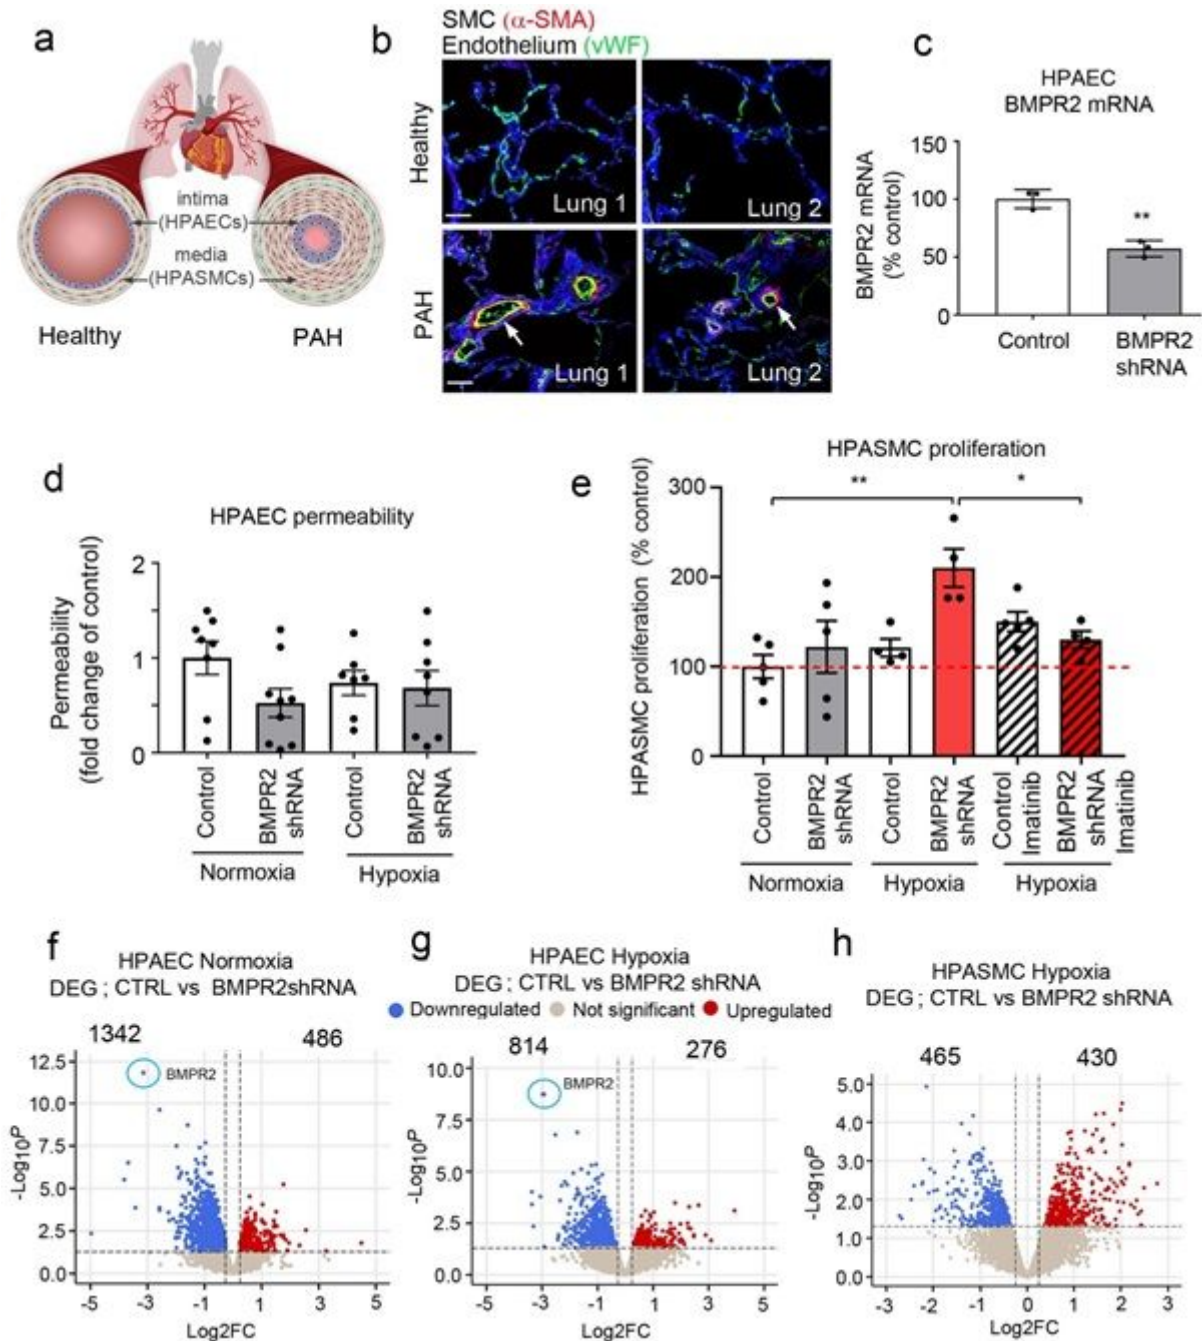 a
intima
(HPAECs)
media
(HPASMCs)
Healthy
PAH
b
SMC (α-SMA)
Endothelium (vWF)
Healthy
Lung 1
Lung 2
PAH
Lung 1
Lung 2
c
HPAEC
BMPR2 mRNA
BMPR2 mRNA
(% control)
150
100
50
0
**
Control
BMPR2
shRNA
d
HPAEC permeability
Permeability
(fold change of control)
2
1
0
Control
BMPR2
shRNA
Control
BMPR2
shRNA
Normoxia
Hypoxia
e
HPASMC proliferation
HPASMC proliferation (% control)
300
200
100
0
**
*
Control
BMPR2
shRNA
Control
BMPR2
shRNA
Control
Imatinib
BMPR2
shRNA
Imatinib
Normoxia
Hypoxia
Hypoxia
f
HPAEC Normoxia
DEG ; CTRL vs BMPR2shRNA
1342
486
BMPR2
-Log10P
12.5
10.0
7.5
5.0
2.5
0.0
-5
-3
-1
1
3
5
Log2FC
g
HPAEC Hypoxia
DEG ; CTRL vs BMPR2 shRNA
Downregulated
Not significant
Upregulated
814
276
BMPR2
-Log10P
10.0
7.5
5.0
2.5
0.0
-5
-3
-1
1
3
5
Log2FC
h
HPASMC Hypoxia
DEG ; CTRL vs BMPR2 shRNA
465
430
-Log10P
5.0
4.0
3.0
2.0
1.0
0.0
-3
-2
-1
0
1
2
3
Log2FC